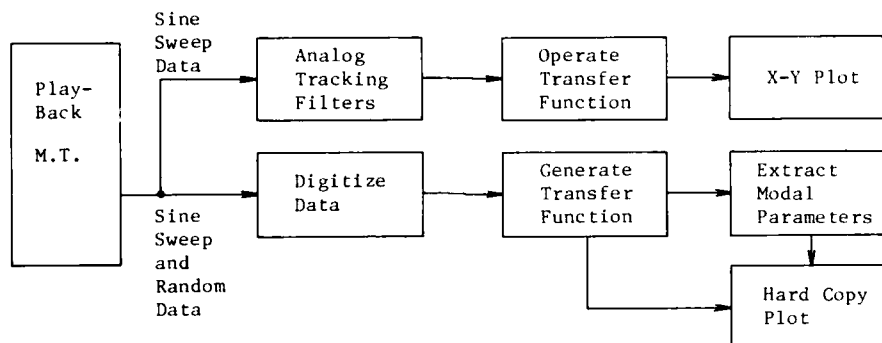 Sine
Sweep
Data
Play-
Back
M.T.
Analog
Tracking
Filters
Operate
Transfer
Function
X-Y Plot
Digitize
Data
Generate
Transfer
Function
Extract
Modal
Parameters
Sine
Sweep
and
Random
Data
Hard Copy
Plot